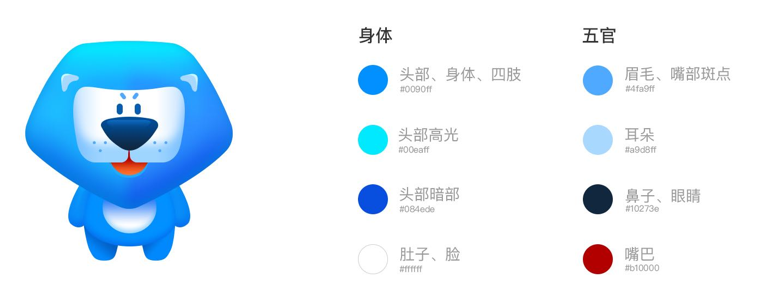 身体
头部、身体、四肢
#0090ff
头部高光
#00eaff
头部暗部
#084ede
肚子、脸
#ffffff
五官
眉毛、嘴部斑点
#4fa9ff
耳朵
#a9d8ff
鼻子、眼睛
#10273e
嘴巴
#b10000